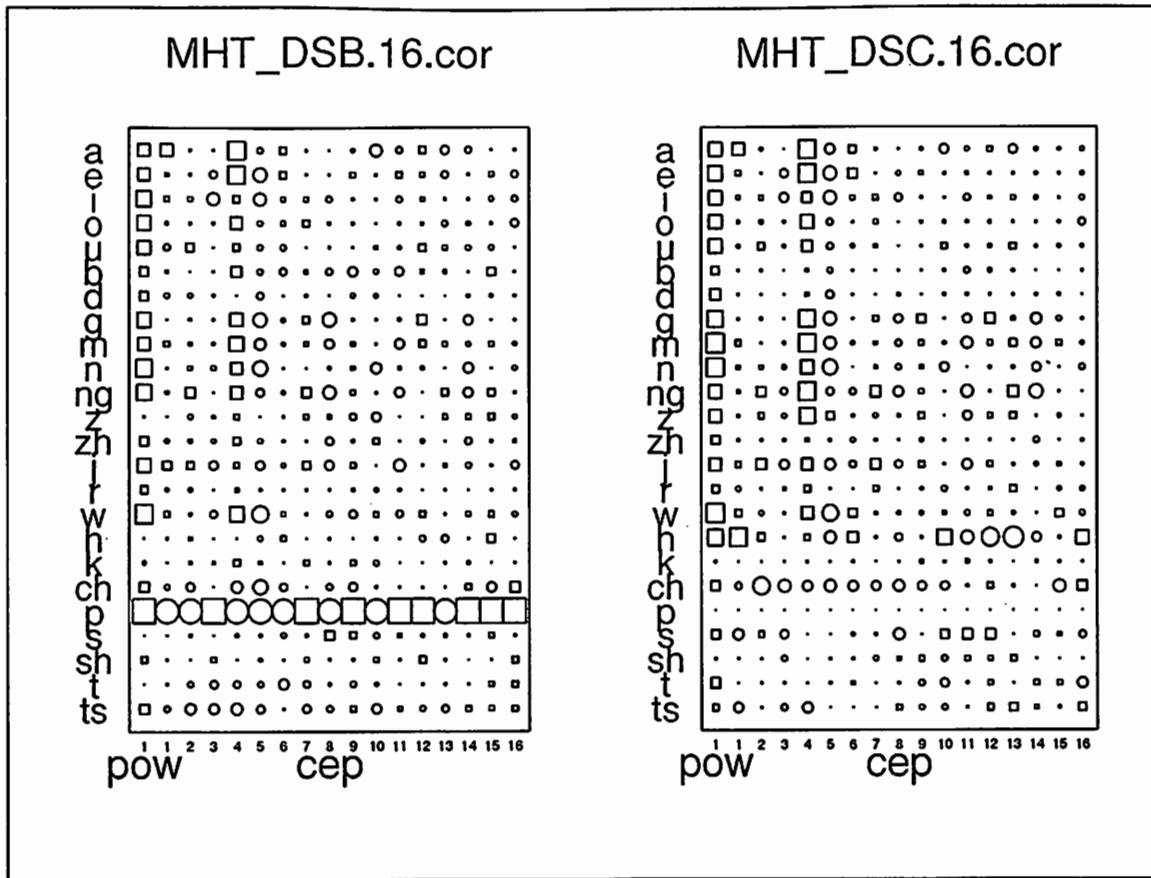 MHT_DSB.16.cor
a
e
i
o
u
b
d
g
m
n
ng
z
zh
j
r
w
h
k
ch
p
s
sh
t
ts
1 1 2 3 4 5 6 7 8 9 10 11 12 13 14 15 16
pow cep
MHT_DSC.16.cor
a
e
i
o
u
b
d
g
m
n
ng
z
zh
j
r
w
h
k
ch
p
s
sh
t
ts
1 1 2 3 4 5 6 7 8 9 10 11 12 13 14 15 16
pow cep